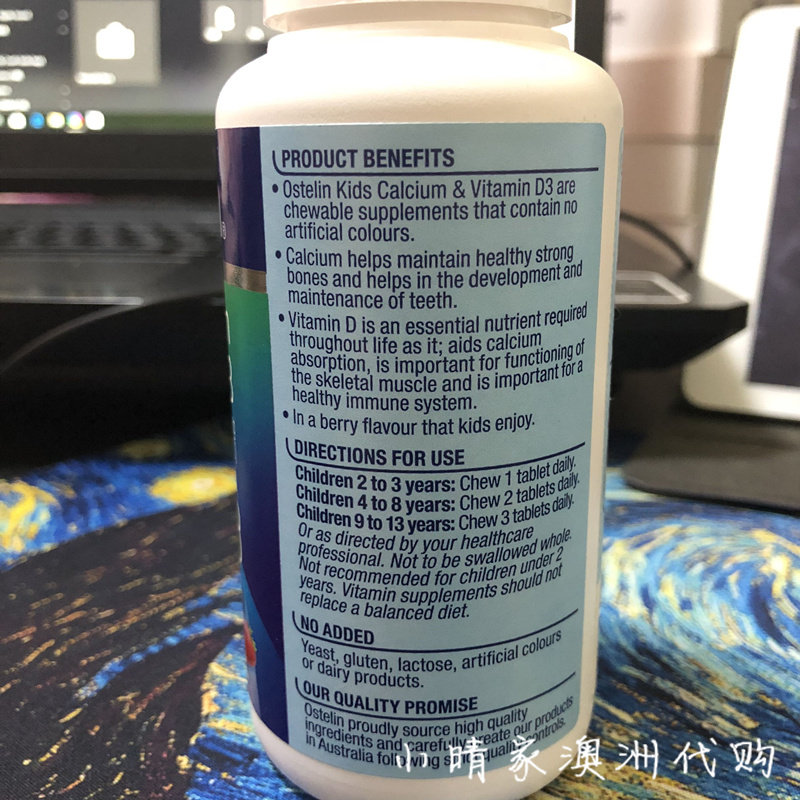 PRODUCT BENEFITS
• Ostelin Kids Calcium & Vitamin D3 are
chewable supplements that contain no
artificial colours.
• Calcium helps maintain healthy strong
bones and helps in the development and
maintenance of teeth.
• Vitamin D is an essential nutrient required
throughout life as it; aids calcium
absorption, is important for functioning of
the skeletal muscle and is important for a
healthy immune system.
• In a berry flavour that kids enjoy.
DIRECTIONS FOR USE
Children 2 to 3 years: Chew 1 tablet daily.
Children 4 to 8 years: Chew 2 tablets daily.
Children 9 to 13 years: Chew 3 tablets daily.
Or as directed by your healthcare
professional. Not to be swallowed whole.
Not recommended for children under 2
years. Vitamin supplements should not
replace a balanced diet.
NO ADDED
Yeast, gluten, lactose, artificial colours
or dairy products.
OUR QUALITY PROMISE
Ostelin proudly source high quality
ingredients and carefully create our products
in Australia following strict quality controls.
小晴家澳洲代购